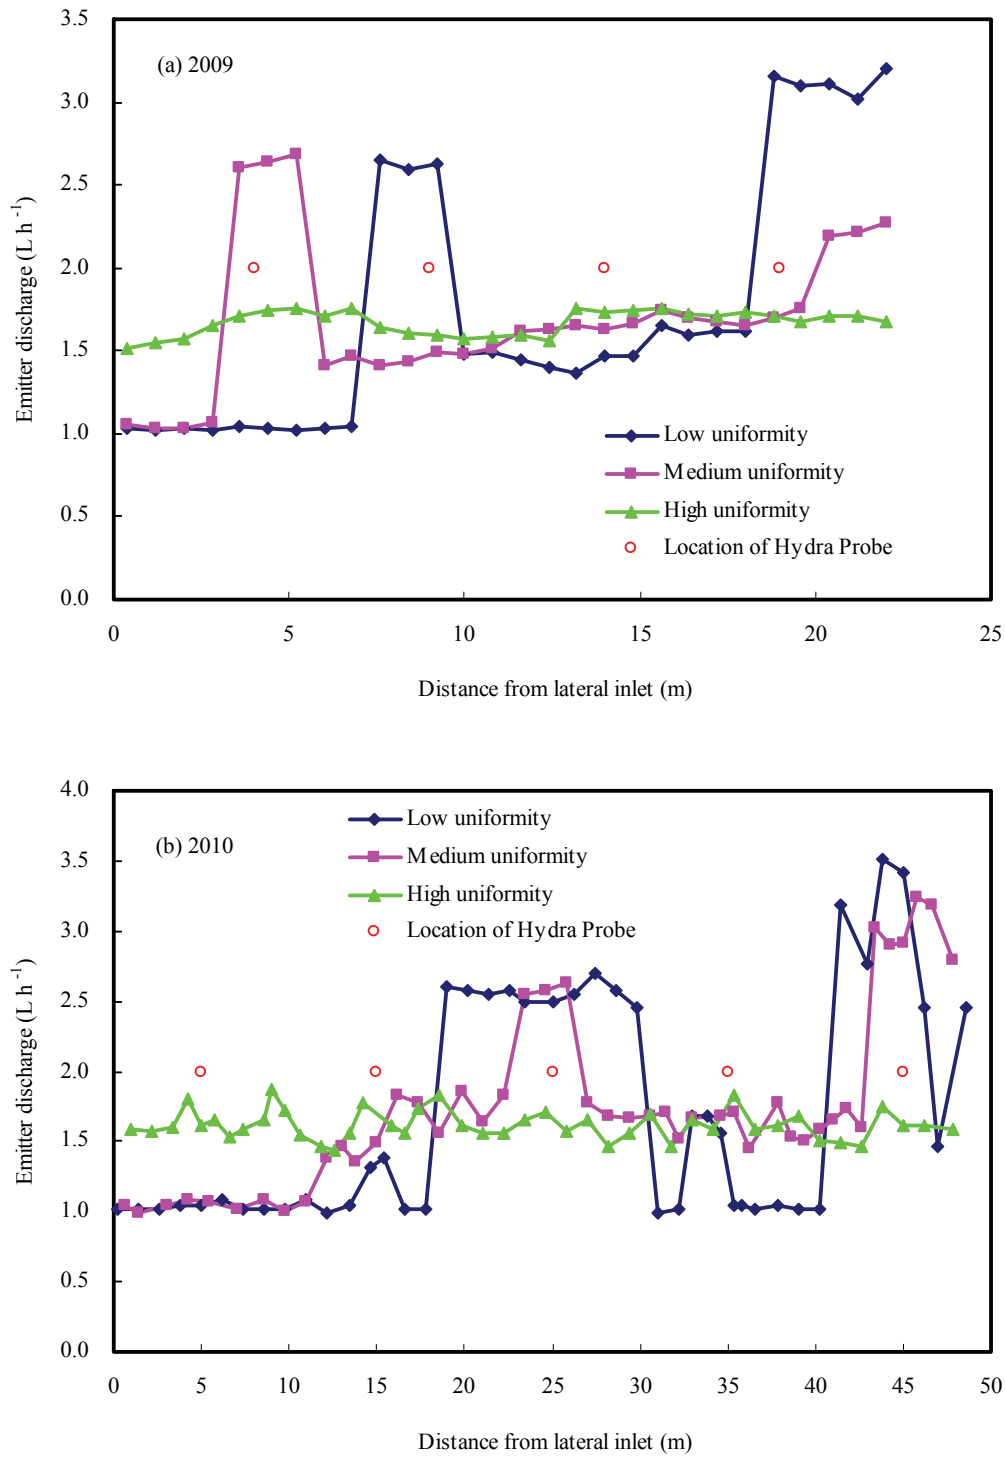 (a) 2009
Emitter discharge (L h -1)
3.5
3.0
2.5
2.0
1.5
1.0
0.5
0.0
Low uniformity
Medium uniformity
High uniformity
Location of Hydra Probe
0 5 10 15 20 25
Distance from lateral inlet (m)
(b) 2010
Emitter discharge (L h -1)
4.0
3.5
3.0
2.5
2.0
1.5
1.0
0.5
0.0
Low uniformity
Medium uniformity
High uniformity
Location of Hydra Probe
0 5 10 15 20 25 30 35 40 45 50
Distance from lateral inlet (m)